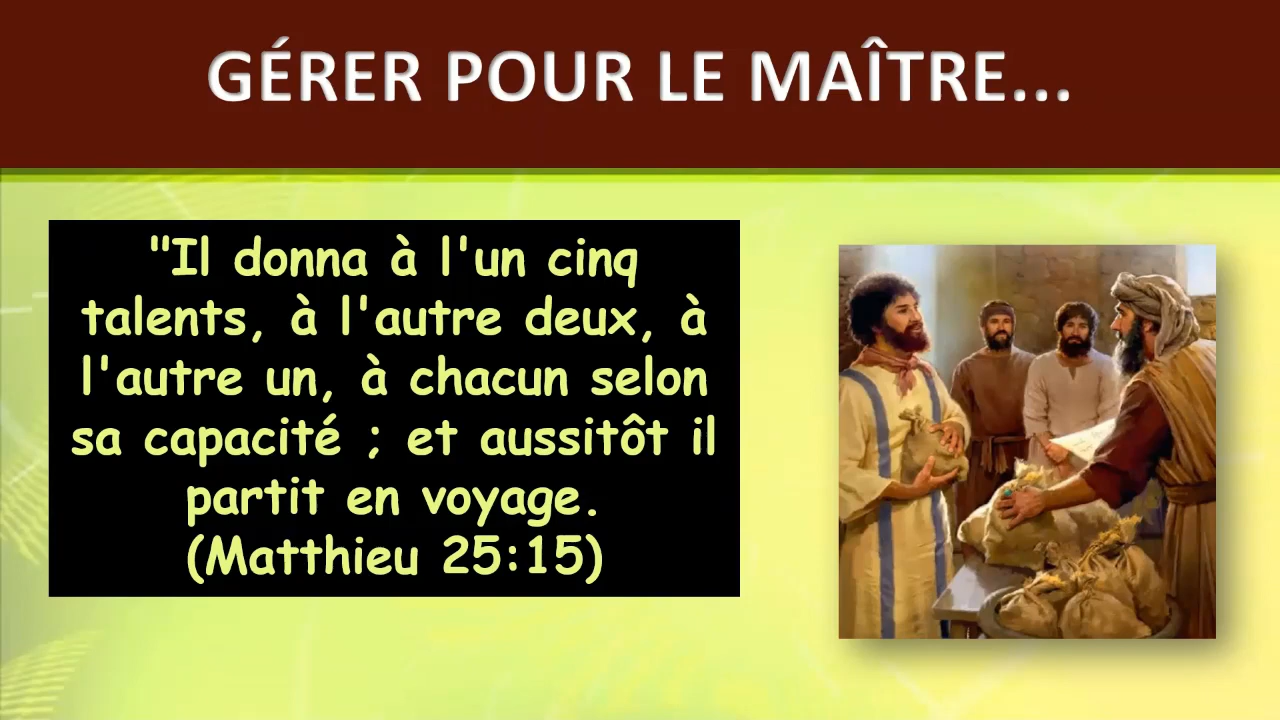 GÉRER POUR LE MAÎTRE...
"Il donna à l'un cinq
talents, à l'autre deux, à
l'autre un, à chacun selon
sa capacité ; et aussitôt il
partit en voyage.
(Matthieu 25:15)